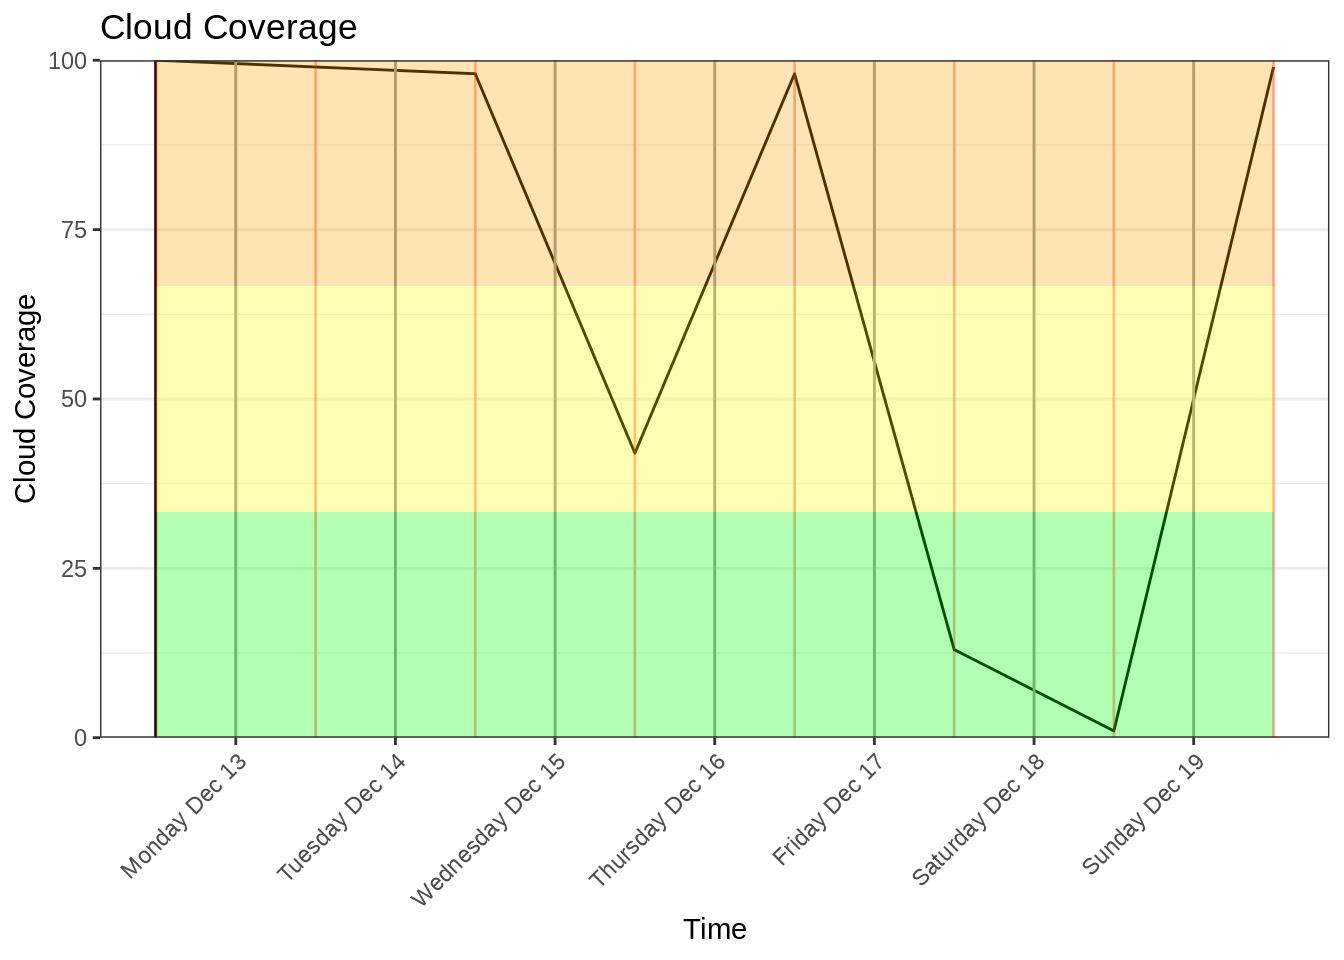 Cloud Coverage
Cloud Coverage
100
75
50
25
0
Monday Dec 13
Tuesday Dec 14
Wednesday Dec 15
Thursday Dec 16
Friday Dec 17
Saturday Dec 18
Sunday Dec 19
Time